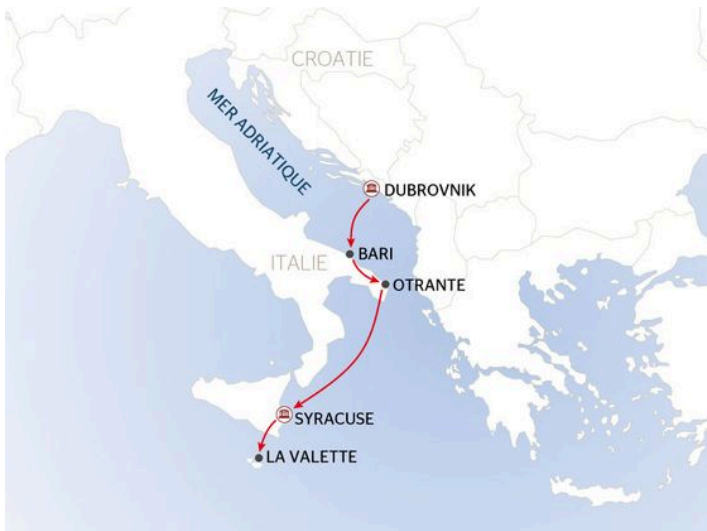 CROATIE
MER ADRIATIQUE
DUBROVNIK
BARI
ITALIE
OTRANTE
SYRACUSE
LA VALETTE